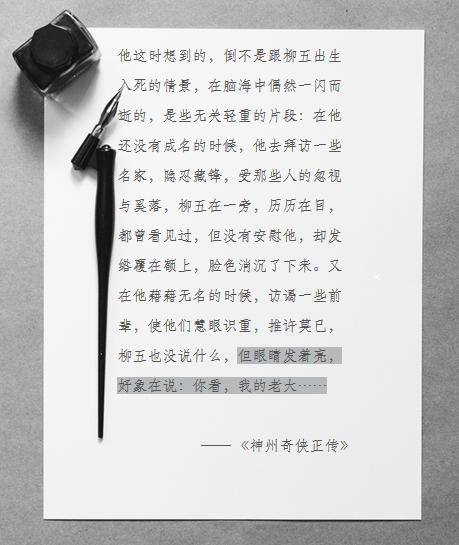 他这时想到的，倒不是跟柳五出生
入死的情景，在脑海中偶然一闪而
逝的，是些无关轻重的片段：在他
还没有成名的时候，他去拜访一些
名家，隐忍藏锋，受那些人的忽视
与奚落，柳五在一旁，历历在目，
都曾看见过，但没有安慰他，却发
绺覆在额上，脸色消沉了下来。又
在他藉藉无名的时候，访谒一些前
辈，使他们慧眼识重，推许莫已，
柳五也没说什么，但眼睛发着亮，
好象在说：你看，我的老大……
——《神州奇侠正传》